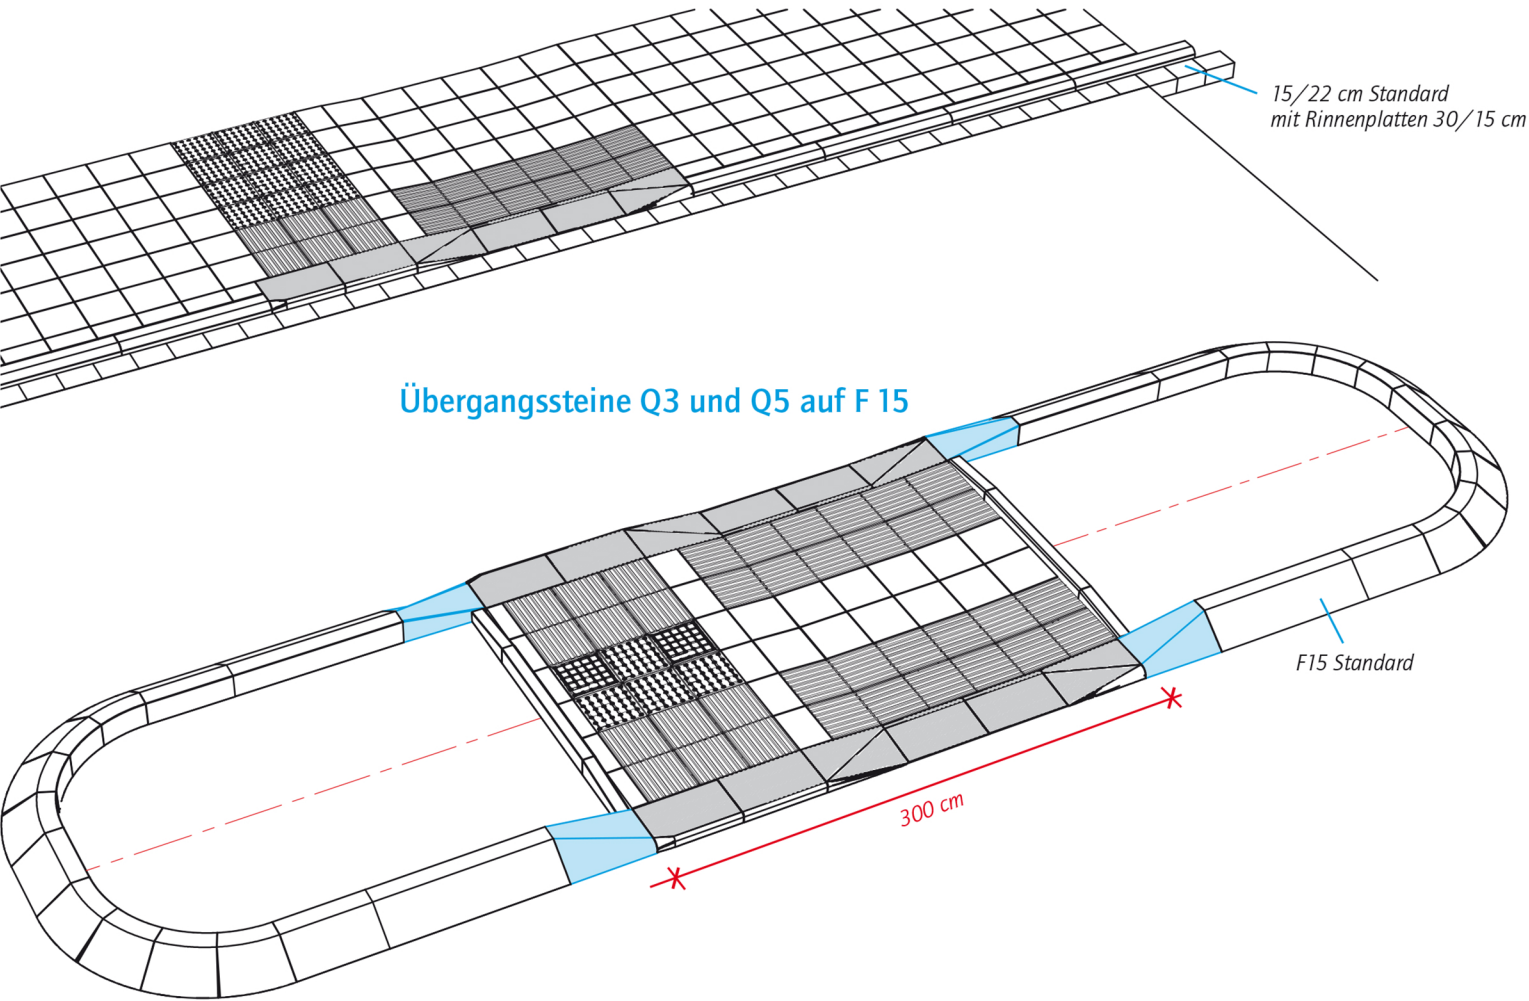 15/22 cm Standard
mit Rinnenplatten 30/15 cm
Übergangssteine Q3 und Q5 auf F 15
F15 Standard
300 cm